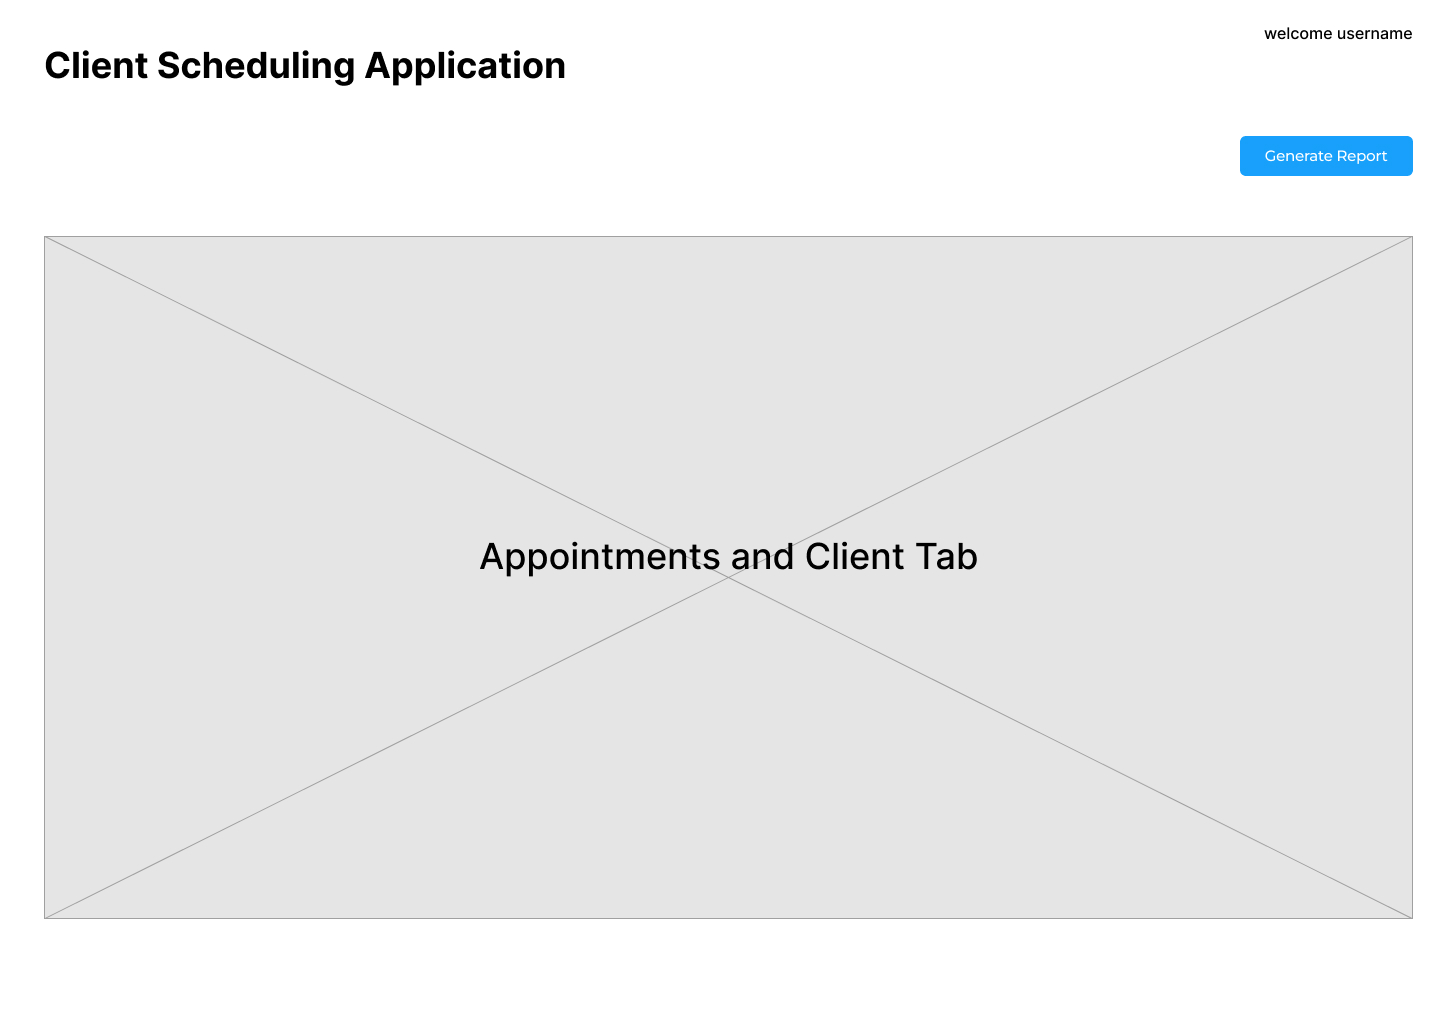 welcome username
Client Scheduling Application
Generate Report
Appointments and Client Tab